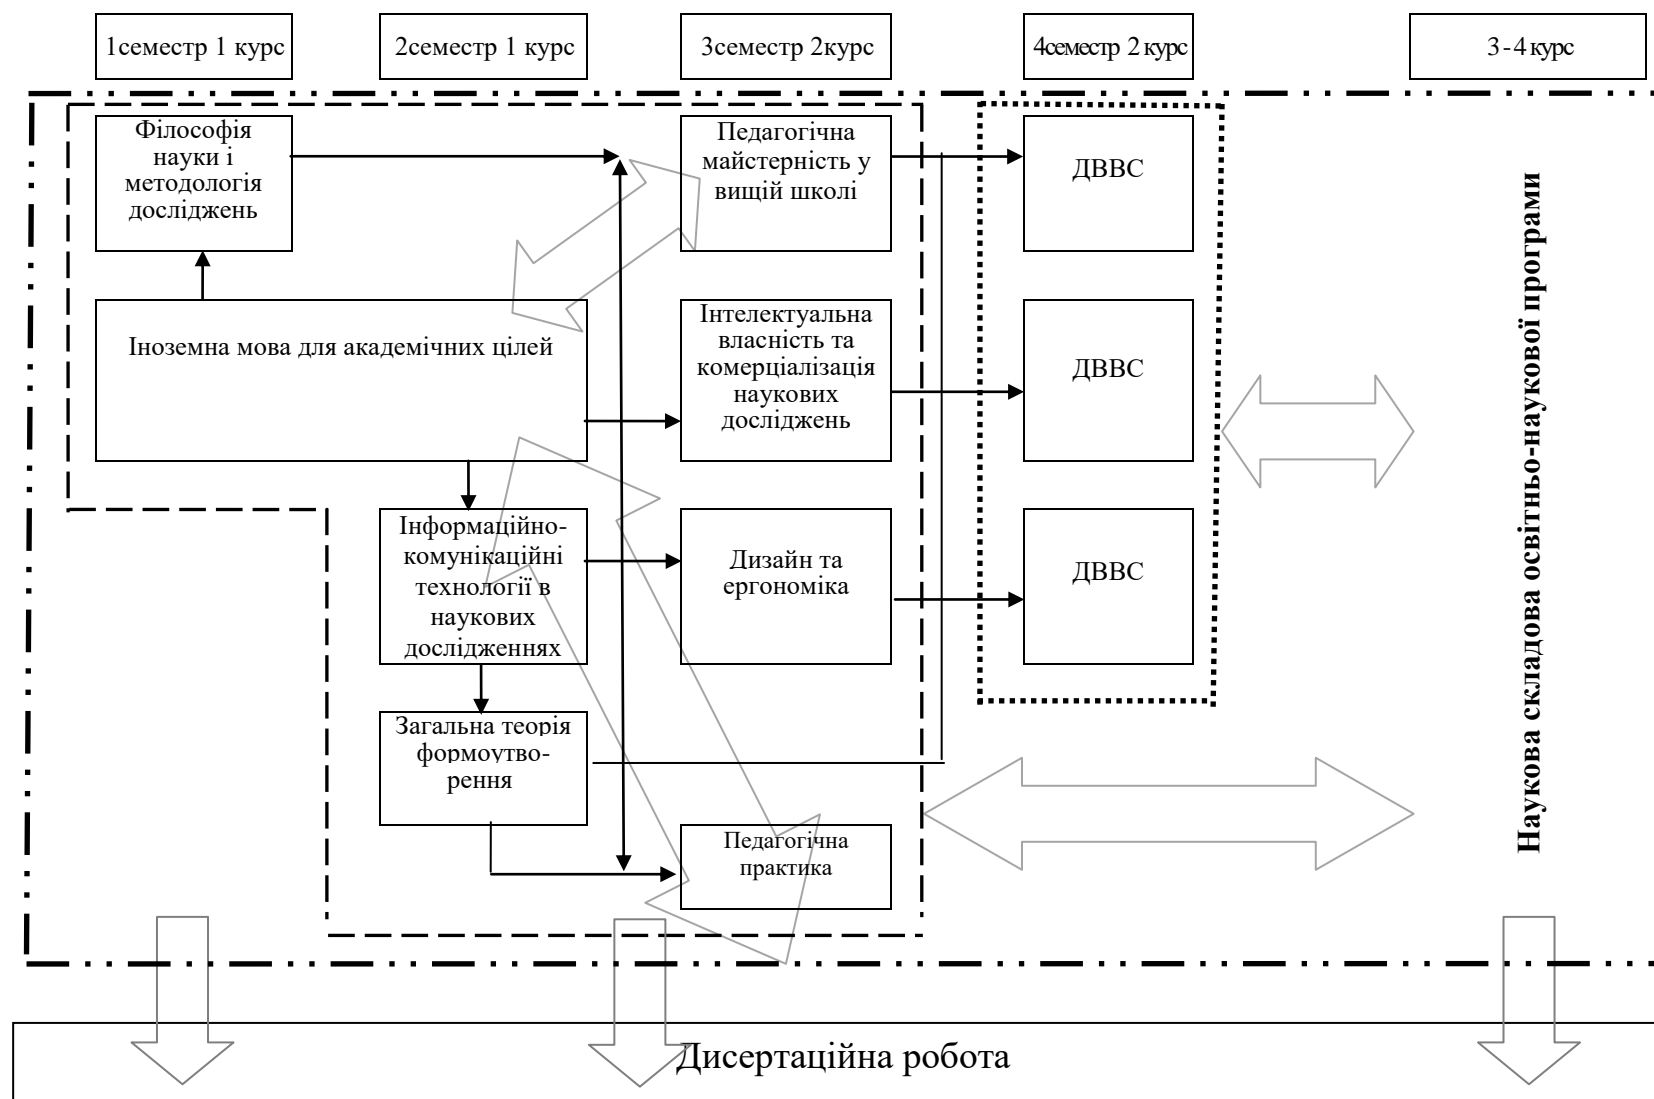 1семестр 1 курс
2семестр 1 курс
3семестр 2курс
4семестр 2 курс
3-4 курс
Філософія
науки і
методологія
досліджень
Педагогічна
майстерність у
вищій школі
ДВВС
Іноземна мова для академічних цілей
Інтелектуальна
власність та
комерціалізація
наукових
досліджень
ДВВС
Інформаційно-
комунікаційні
технології в
наукових
дослідженнях
Дизайн та
ергономіка
ДВВС
Загальна теорія
формоутво-
рення
Педагогічна
практика
Наукова складова освітньо-наукової програми
Дисертаційна робота